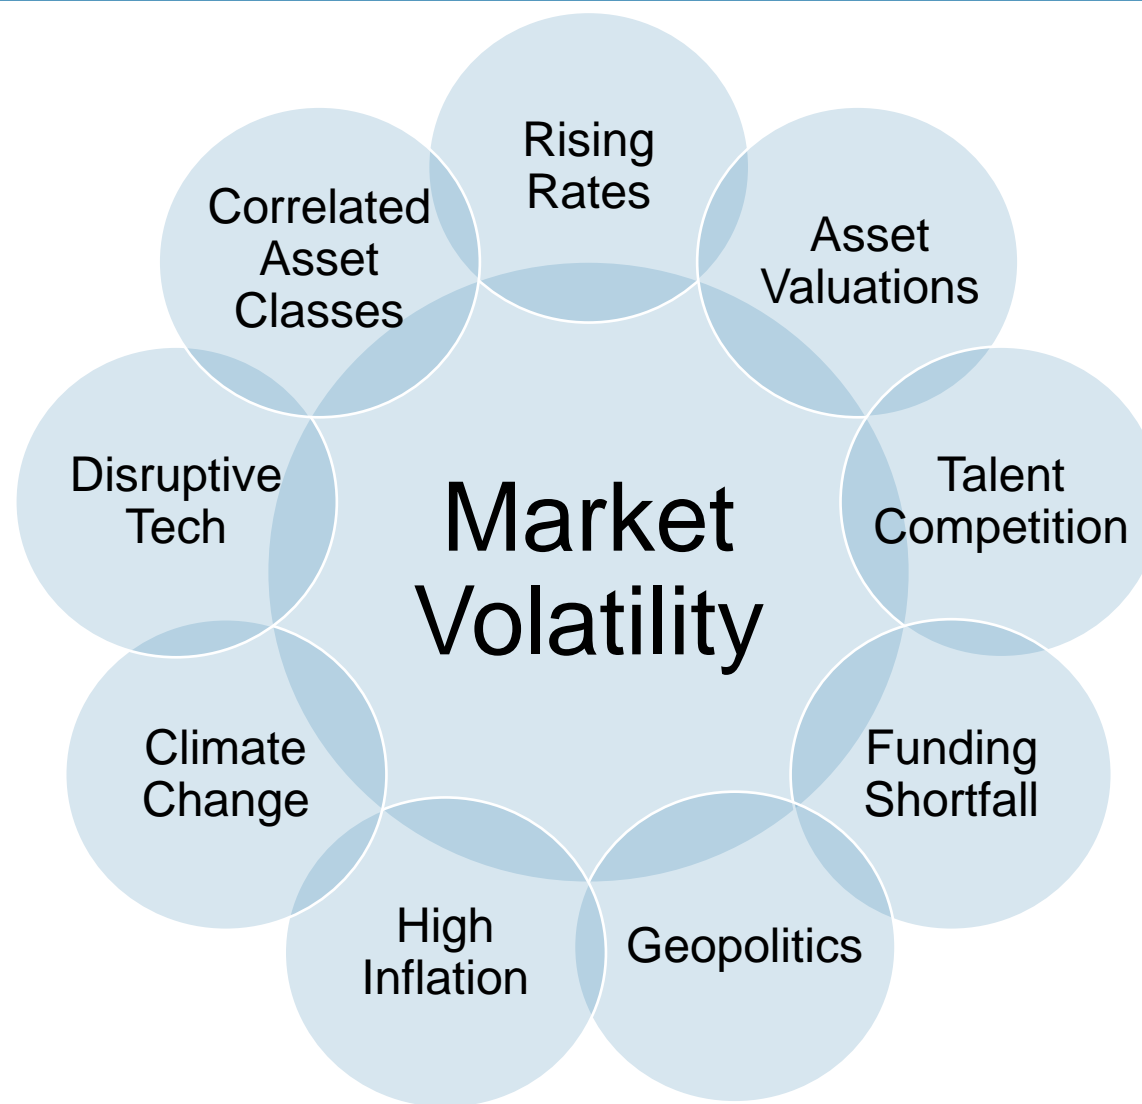 Rising
Rates
Asset
Valuations
Talent
Competition
Funding
Shortfall
Geopolitics
High
Inflation
Climate
Change
Disruptive
Tech
Correlated
Asset
Classes
Market
Volatility